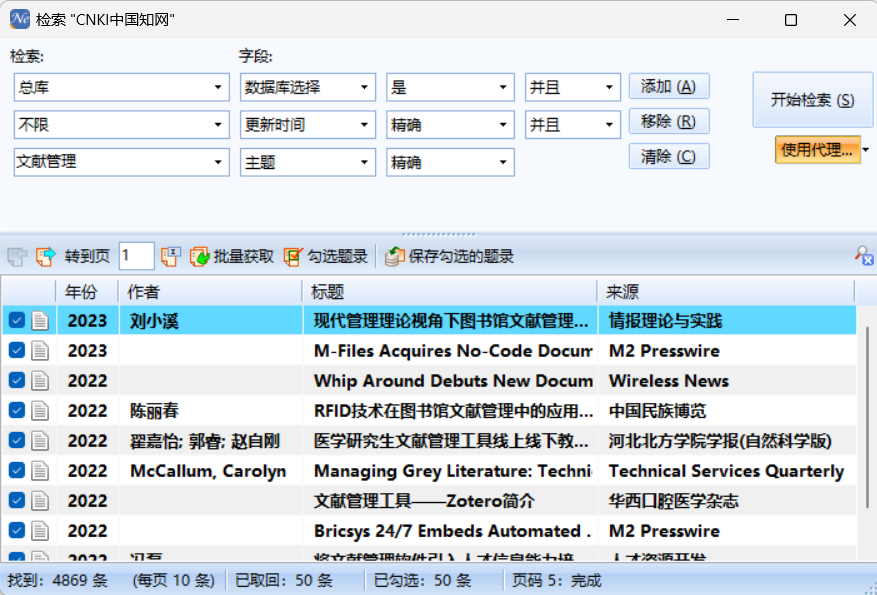 检索 "CNKI中国知网"
检索: 字段:
总库 数据库选择 是 并且 添加 (A) 开始检索 (S)
不限 更新时间 精确 并且 移除 (R) 使用代理...
文献管理 主题 精确 清除 (C)
转到页 1 批量获取 勾选题录 保存勾选的题录
年份 作者 标题 来源
2023 刘小溪 现代管理理论视角下图书馆文献管理... 情报理论与实践
2023 M-Files Acquires No-Code Docum M2 Presswire
2022 Whip Around Debuts New Docum Wireless News
2022 陈丽春 RFID技术在图书馆文献管理中的应用... 中国民族博览
2022 翟嘉怡; 郭睿; 赵自刚 医学研究生文献管理工具线上线下教... 河北北方学院学报(自然科学版)
2022 McCallum, Carolyn Managing Grey Literature: Techni Technical Services Quarterly
2022 文献管理工具——Zotero简介 华西口腔医学杂志
2022 Bricsys 24/7 Embeds Automated . M2 Presswire
2022 冯磊 将文献管理软件引入人才信息能力培 人才资源开发
找到: 4869 条 (每页 10 条) 已取回: 50 条 已勾选: 50 条 页码 5: 完成